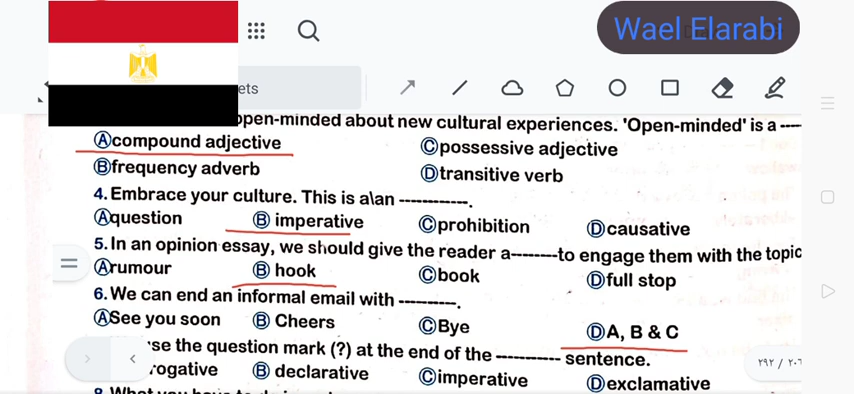 Wael Elarabi
ets
open-minded about new cultural experiences. 'Open-minded' is a ----
Ⓐcompound adjective Ⓒpossessive adjective
Ⓑfrequency adverb Ⓓtransitive verb
4. Embrace your culture. This is a\an -----------.
Ⓐquestion Ⓑ imperative Ⓒprohibition Ⓓcausative
5. In an opinion essay, we should give the reader a--------to engage them with the topic
Ⓐrumour Ⓑ hook Ⓒbook Ⓓfull stop
6. We can end an informal email with ----------.
ⒶSee you soon Ⓑ Cheers ⒸBye ⒹA, B & C
use the question mark (?) at the end of the ----------- sentence.
rogative Ⓑ declarative Ⓒimperative Ⓓexclamative